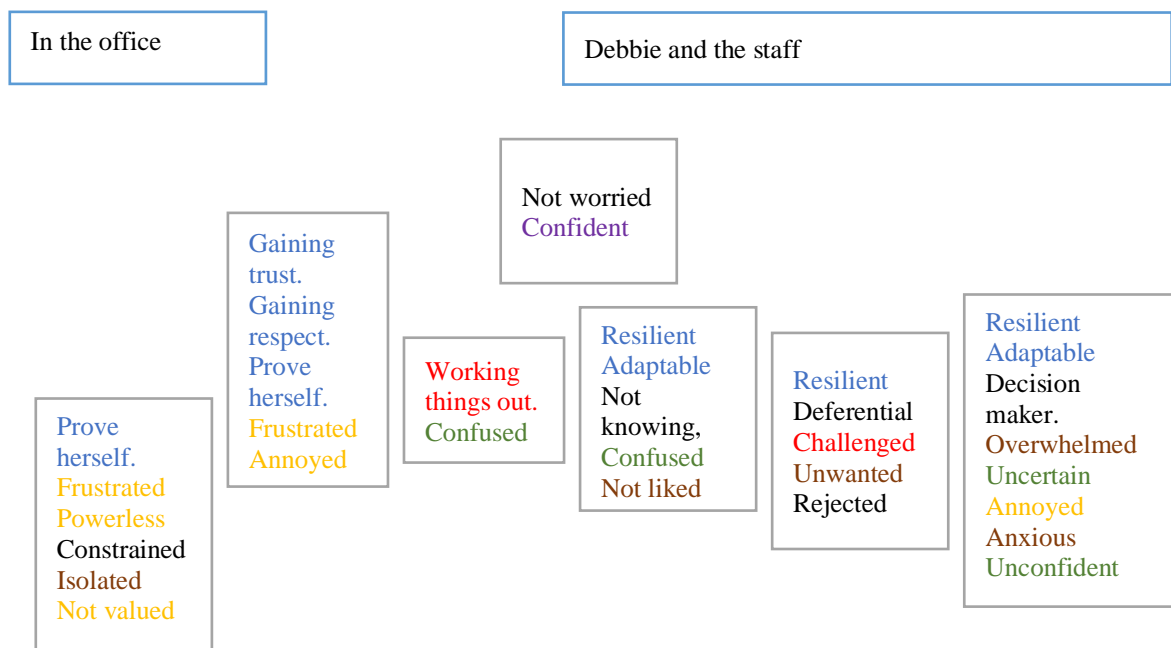 In the office
Debbie and the staff
Not worried
Confident
Gaining
trust.
Gaining
respect.
Prove
herself.
Frustrated
Annoyed
Working
things out.
Confused
Resilient
Adaptable
Not
knowing,
Confused
Not liked
Resilient
Deferential
Challenged
Unwanted
Rejected
Resilient
Adaptable
Decision
maker.
Overwhelmed
Uncertain
Annoyed
Anxious
Unconfident
Prove
herself.
Frustrated
Powerless
Constrained
Isolated
Not valued